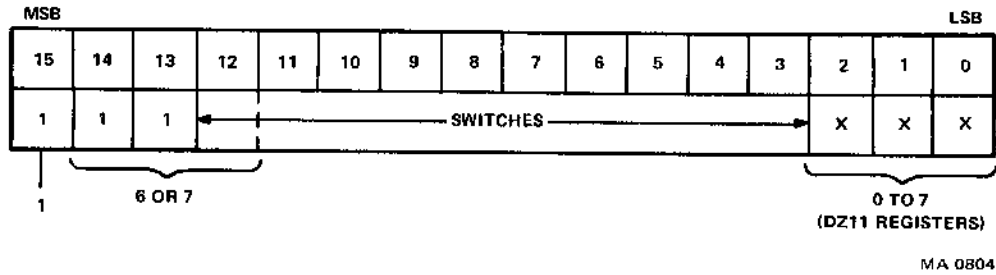 MSB LSB
15 14 13 12 11 10 9 8 7 6 5 4 3 2 1 0
1 1 1 SWITCHES X X X
1 6 OR 7 0 TO 7
(DZ11 REGISTERS)
MA 0804